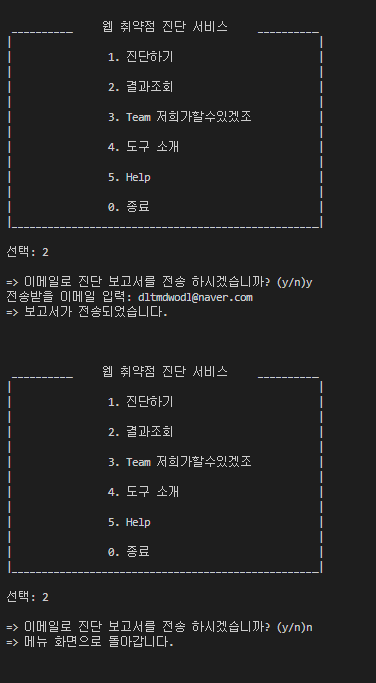 웹 취약점 진단 서비스
1. 진단하기
2. 결과조회
3. Team 저희가할수있겠조
4. 도구 소개
5. Help
0. 종료
선택: 2
=> 이메일로 진단 보고서를 전송 하시겠습니까? (y/n)y
전송받을 이메일 입력: dltmdwodl@naver.com
=> 보고서가 전송되었습니다.
웹 취약점 진단 서비스
1. 진단하기
2. 결과조회
3. Team 저희가할수있겠조
4. 도구 소개
5. Help
0. 종료
선택: 2
=> 이메일로 진단 보고서를 전송 하시겠습니까? (y/n)n
=> 메뉴 화면으로 돌아갑니다.